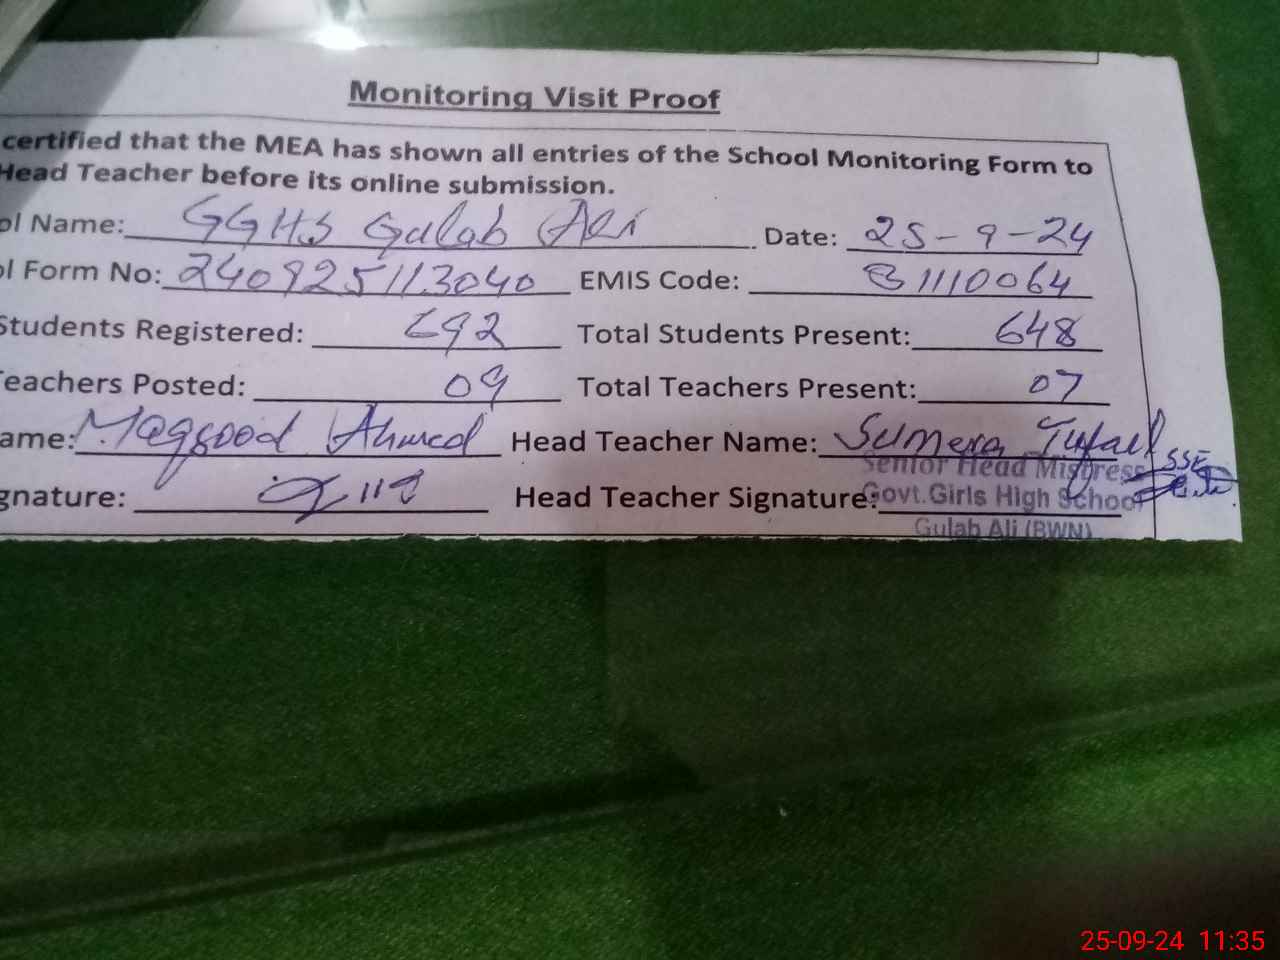 Monitoring Visit Proof
certified that the MEA has shown all entries of the School Monitoring Form to
Head Teacher before its online submission.
ol Name: GGHS Gulab Ali Date: 25-9-24
ol Form No: 240925113040 EMIS Code: 31110064
Students Registered: 692 Total Students Present: 648
Teachers Posted: 09 Total Teachers Present: 07
ame: Maqsood Ahmed Head Teacher Name: Sumera Tufail
SSE
Senior Head Mistress
gnature: Head Teacher Signature: Govt. Girls High School
Gulab Ali (BWN)
25-09-24 11:35